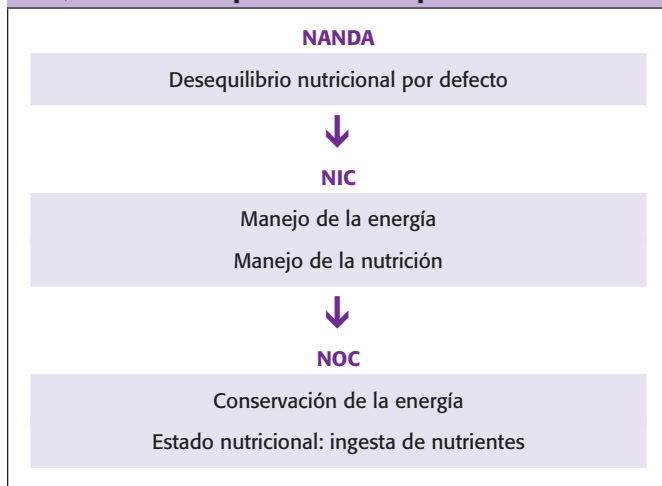 NANDA
Desequilibrio nutricional por defecto
NIC
Manejo de la energía
Manejo de la nutrición
NOC
Conservación de la energía
Estado nutricional: ingesta de nutrientes